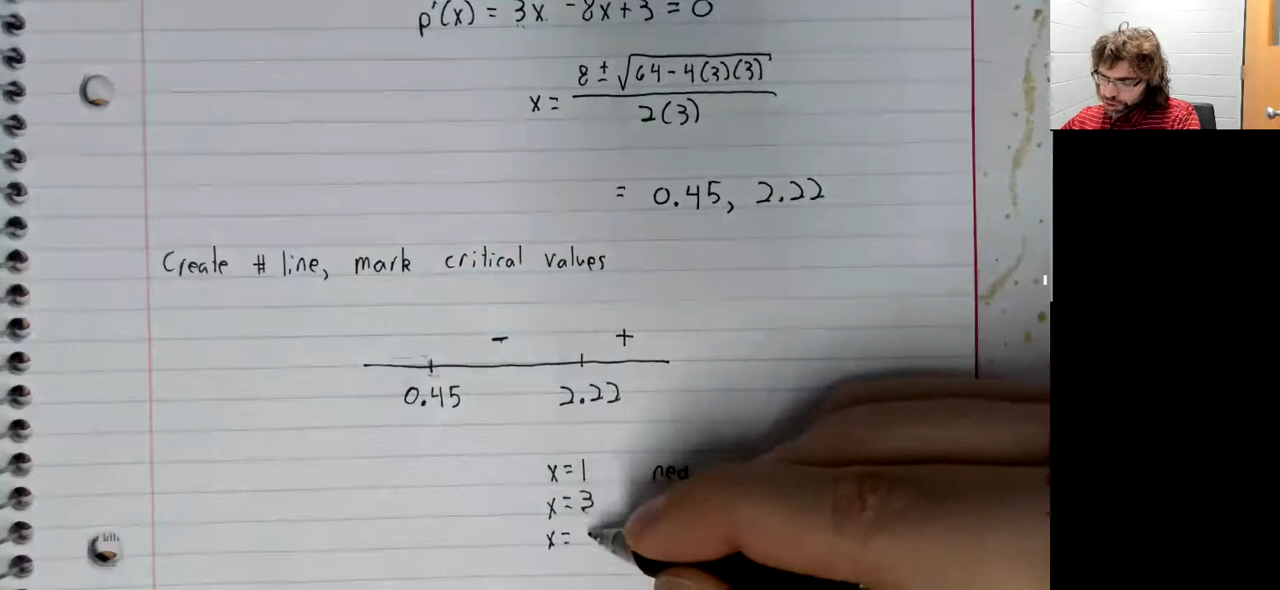 p'(x) = 3x - 8x + 3 = 0
x = 8 ± √64 - 4(3)(3) / 2(3)
= 0.45, 2.22
Create # line, mark critical values
- +
0.45 2.22
x = 1 neg
x = 3
x =